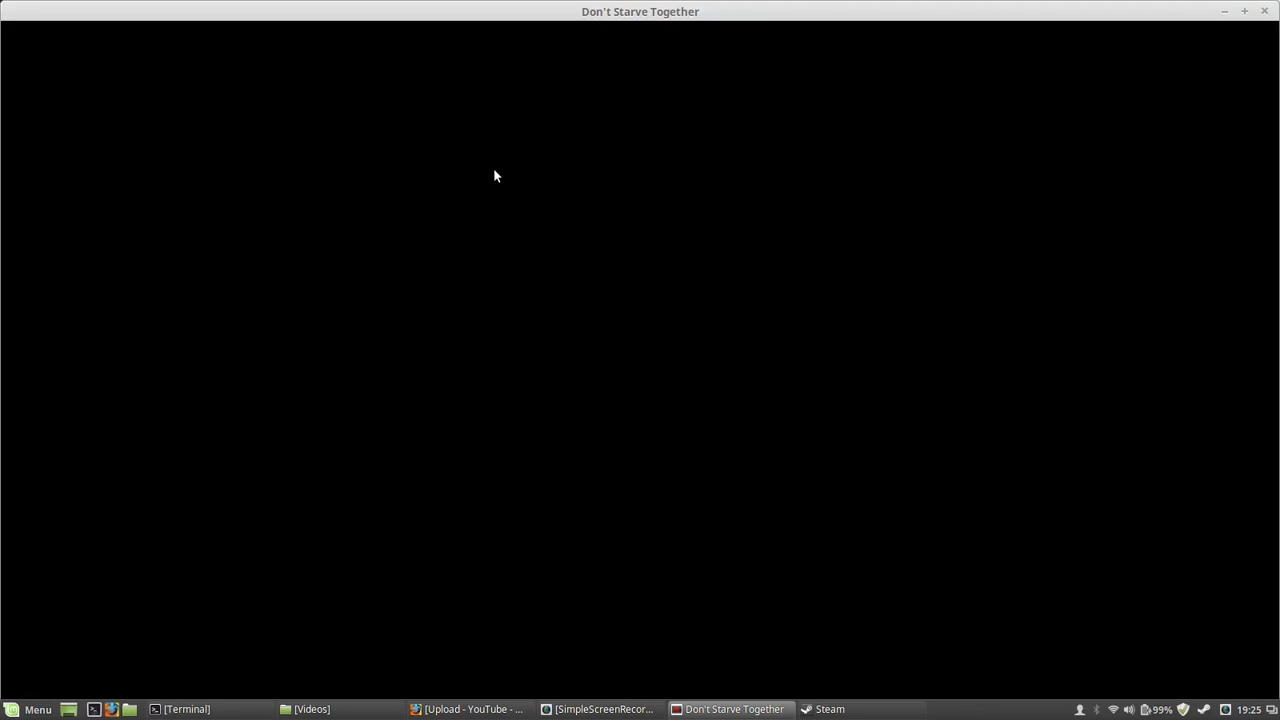 Don't Starve Together
Menu
[Terminal]
[Videos]
[Upload - YouTube - ...
[SimpleScreenRecor...
Don't Starve Together
Steam
99%
19:25